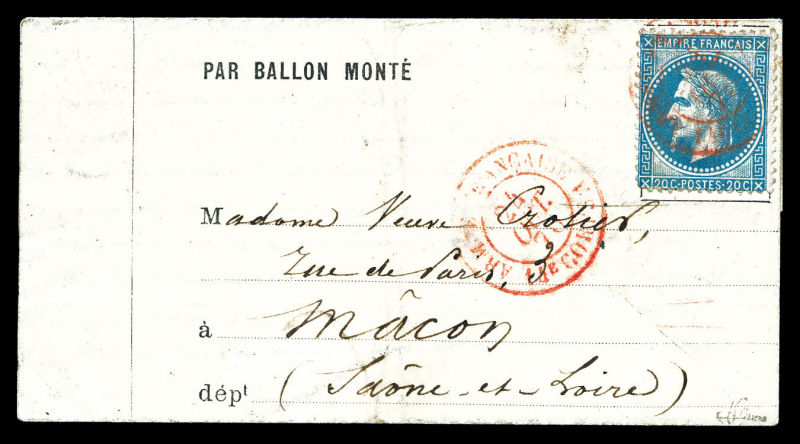 EMPIRE FRANÇAIS
PAR BALLON MONTÉ
20C·POSTES·20C
Madame Veuve Crotier,
Rue de Paris, 3
à Mâcon
dépt (Saône-et-Loire)